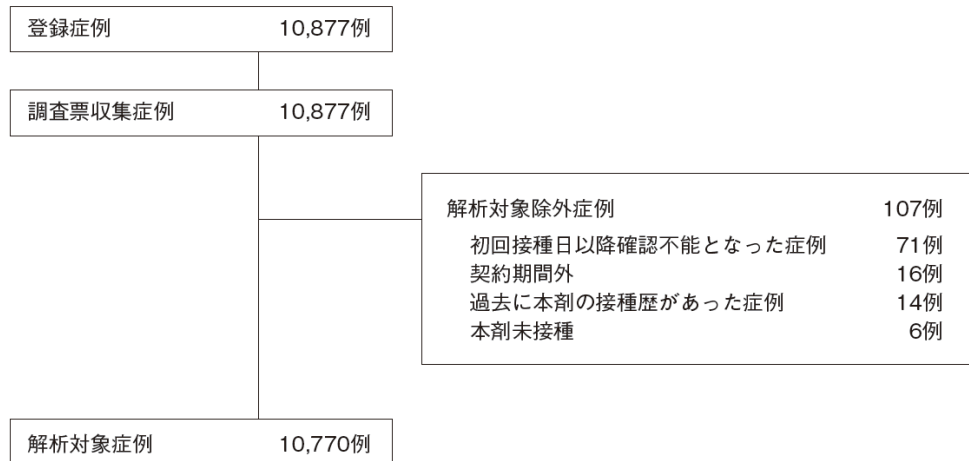 登録症例 10,877例
調査票収集症例 10,877例
解析対象除外症例 107例
初回接種日以降確認不能となった症例 71例
契約期間外 16例
過去に本剤の接種歴があった症例 14例
本剤未接種 6例
解析対象症例 10,770例